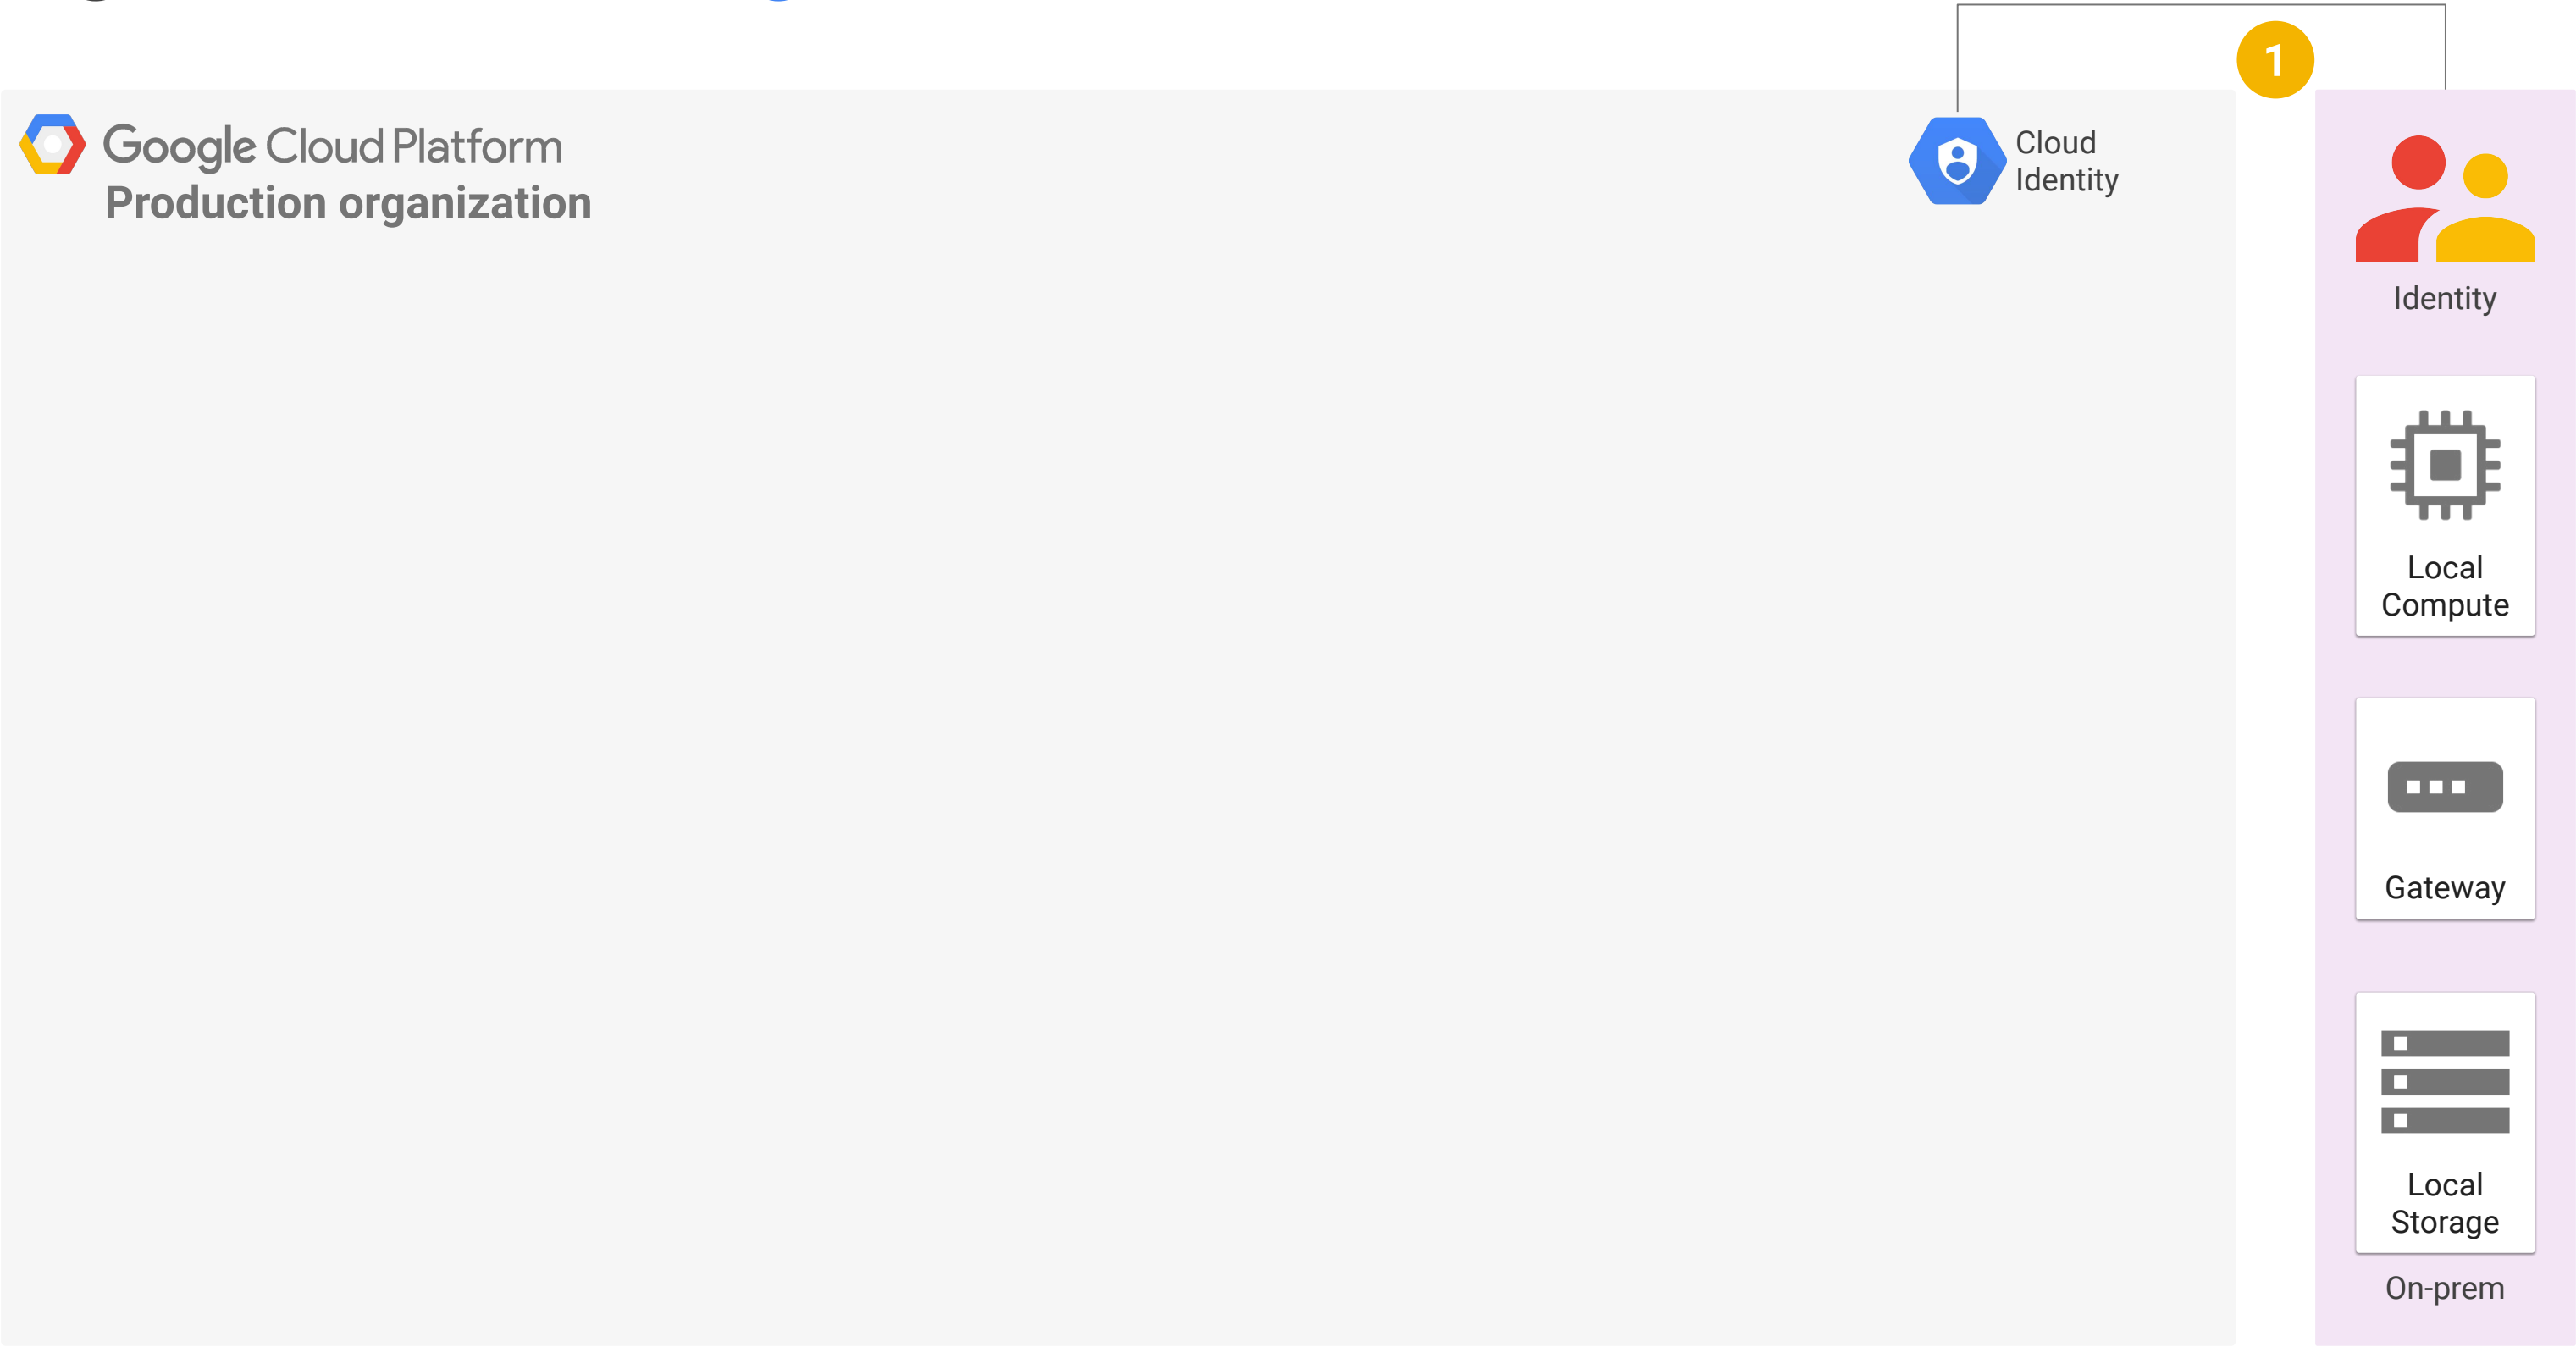 1
Google Cloud Platform
Production organization
Cloud
Identity
Identity
Local
Compute
Gateway
Local
Storage
On-prem